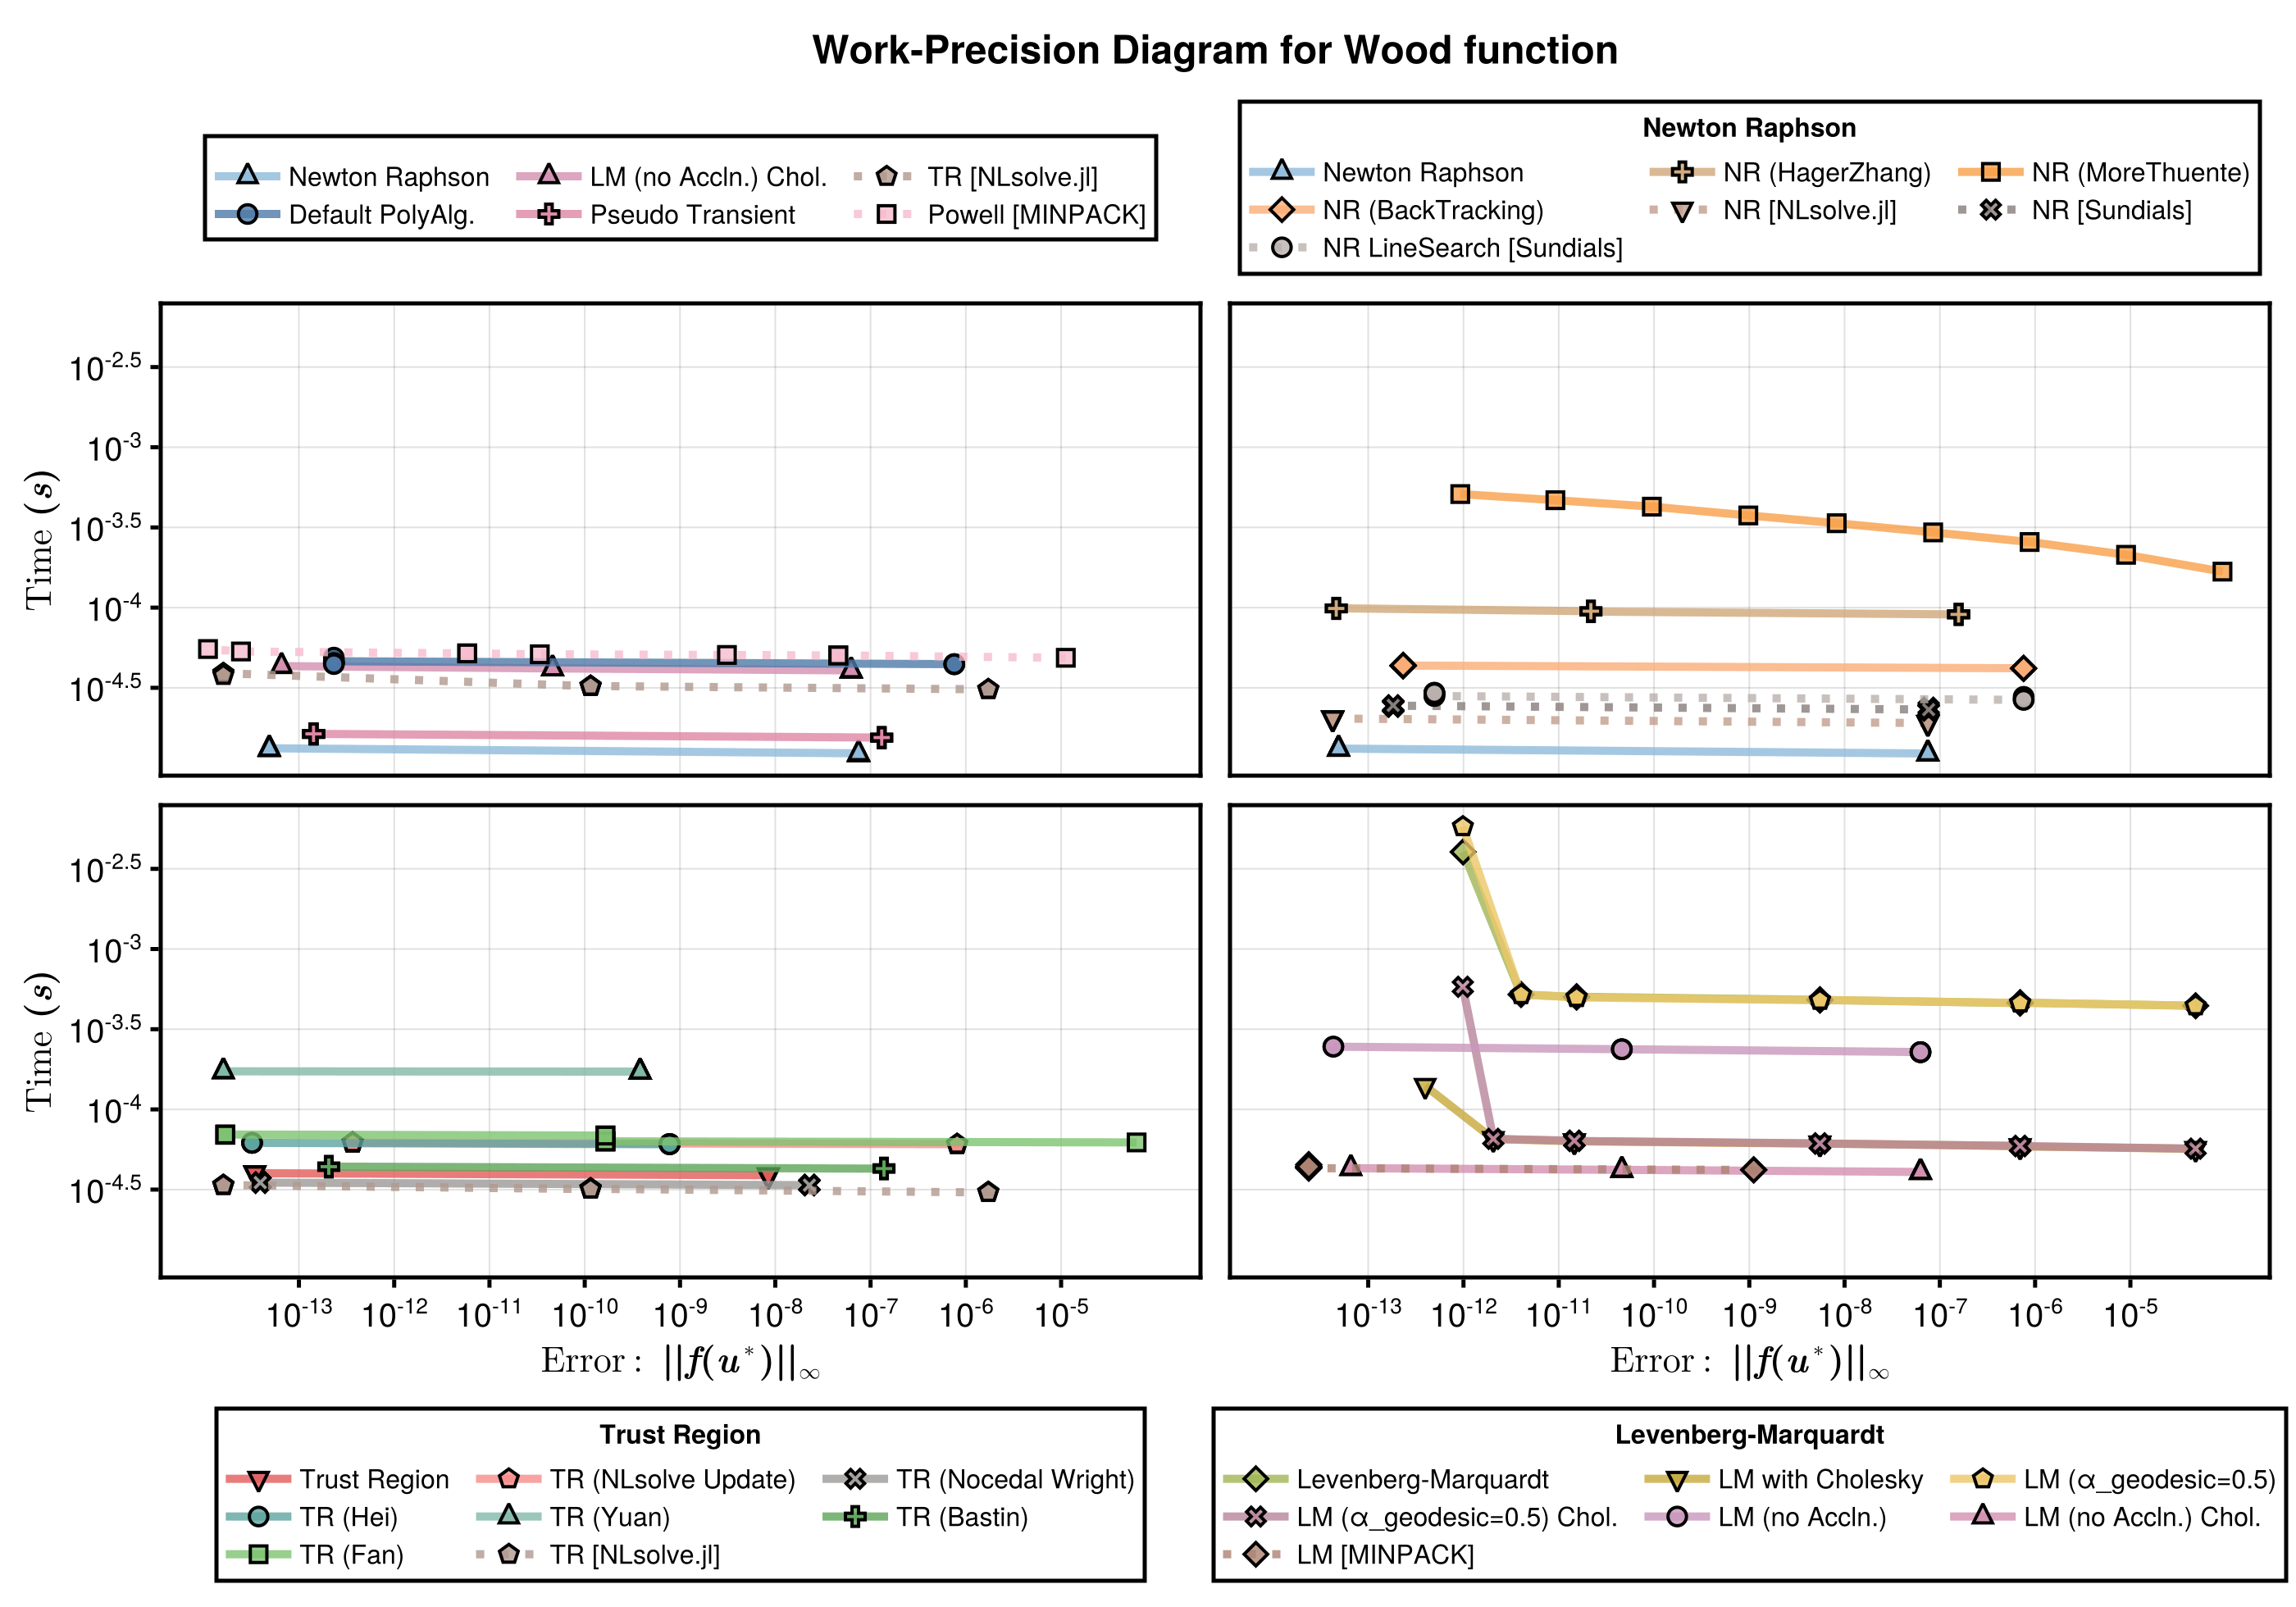 Work-Precision Diagram for Wood function
Newton Raphson LM (no Accln.) Chol. TR [NLsolve.jl]
Default PolyAlg. Pseudo Transient Powell [MINPACK]
Newton Raphson
Newton Raphson NR (HagerZhang) NR (MoreThuente)
NR (BackTracking) NR [NLsolve.jl] NR [Sundials]
NR LineSearch [Sundials]
10^-2.5
10^-3
10^-3.5
10^-4
10^-4.5
Time (s)
10^-2.5
10^-3
10^-3.5
10^-4
10^-4.5
Time (s)
10^-13 10^-12 10^-11 10^-10 10^-9 10^-8 10^-7 10^-6 10^-5
10^-13 10^-12 10^-11 10^-10 10^-9 10^-8 10^-7 10^-6 10^-5
Error: ||f(u*)||∞
Error: ||f(u*)||∞
Trust Region
Trust Region TR (NLsolve Update) TR (Nocedal Wright)
TR (Hei) TR (Yuan) TR (Bastin)
TR (Fan) TR [NLsolve.jl]
Levenberg-Marquardt
Levenberg-Marquardt LM with Cholesky LM (α_geodesic=0.5)
LM (α_geodesic=0.5) Chol. LM (no Accln.) LM (no Accln.) Chol.
LM [MINPACK]